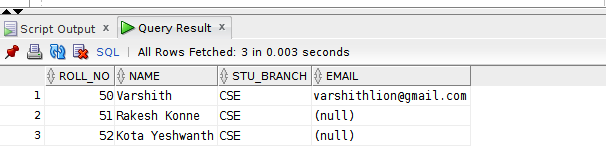 Script Output x Query Result x
SQL | All Rows Fetched: 3 in 0.003 seconds
ROLL_NO NAME STU_BRANCH EMAIL
1 50 Varshith CSE varshithlion@gmail.com
2 51 Rakesh Konne CSE (null)
3 52 Kota Yeshwanth CSE (null)